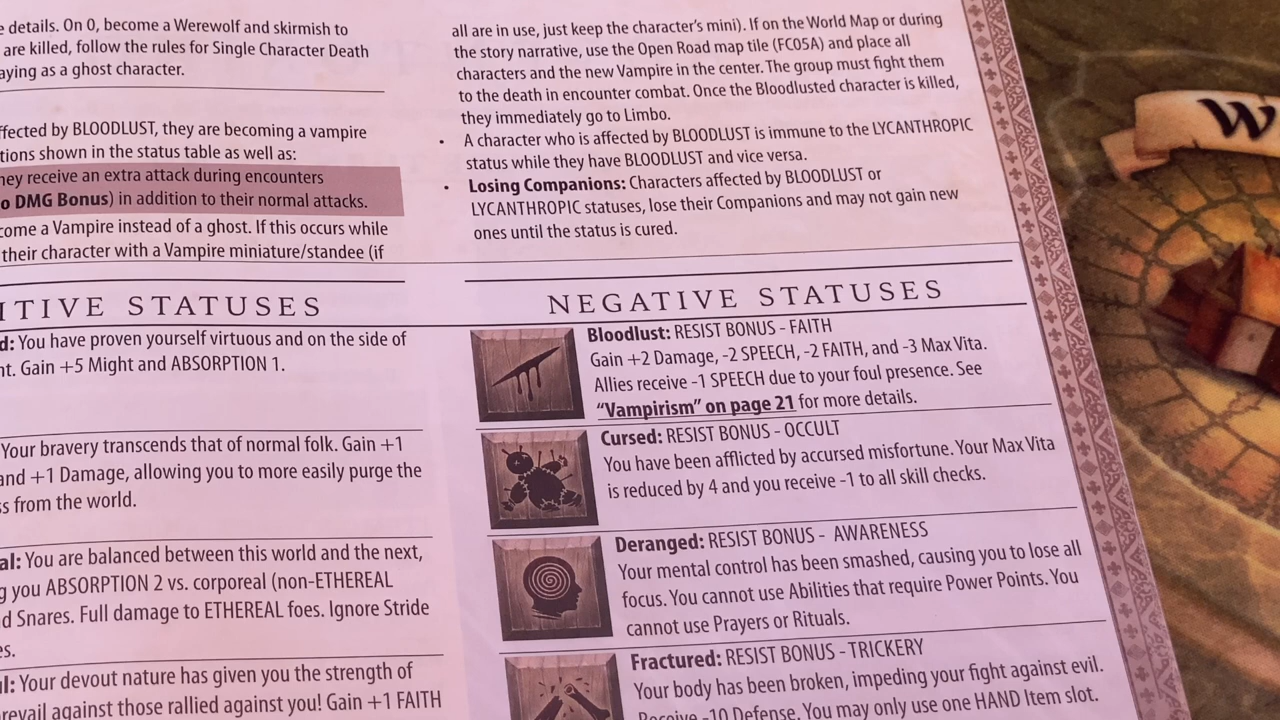 e details. On 0, become a Werewolf and skirmish to
are killed, follow the rules for Single Character Death
aying as a ghost character.
ffected by BLOODLUST, they are becoming a vampire
tions shown in the status table as well as:
hey receive an extra attack during encounters
o DMG Bonus) in addition to their normal attacks.
come a Vampire instead of a ghost. If this occurs while
their character with a Vampire miniature/standee (if
all are in use, just keep the character's mini). If on the World Map or during
the story narrative, use the Open Road map tile (FC05A) and place all
characters and the new Vampire in the center. The group must fight them
to the death in encounter combat. Once the Bloodlusted character is killed,
they immediately go to Limbo.
• A character who is affected by BLOODLUST is immune to the LYCANTHROPIC
status while they have BLOODLUST and vice versa.
• Losing Companions: Characters affected by BLOODLUST or
LYCANTHROPIC statuses, lose their Companions and may not gain new
ones until the status is cured.
ITIVE STATUSES
d: You have proven yourself virtuous and on the side of
ht. Gain +5 Might and ABSORPTION 1.
Your bravery transcends that of normal folk. Gain +1
and +1 Damage, allowing you to more easily purge the
ss from the world.
al: You are balanced between this world and the next,
g you ABSORPTION 2 vs. corporeal (non-ETHEREAL
d Snares. Full damage to ETHEREAL foes. Ignore Stride
es.
ul: Your devout nature has given you the strength of
prevail against those rallied against you! Gain +1 FAITH
NEGATIVE STATUSES
Bloodlust: RESIST BONUS - FAITH
Gain +2 Damage, -2 SPEECH, -2 FAITH, and -3 Max Vita.
Allies receive -1 SPEECH due to your foul presence. See
"Vampirism" on page 21 for more details.
Cursed: RESIST BONUS - OCCULT
You have been afflicted by accursed misfortune. Your Max Vita
is reduced by 4 and you receive -1 to all skill checks.
Deranged: RESIST BONUS - AWARENESS
Your mental control has been smashed, causing you to lose all
focus. You cannot use Abilities that require Power Points. You
cannot use Prayers or Rituals.
Fractured: RESIST BONUS - TRICKERY
Your body has been broken, impeding your fight against evil.
Receive -10 Defense. You may only use one HAND Item slot.
W